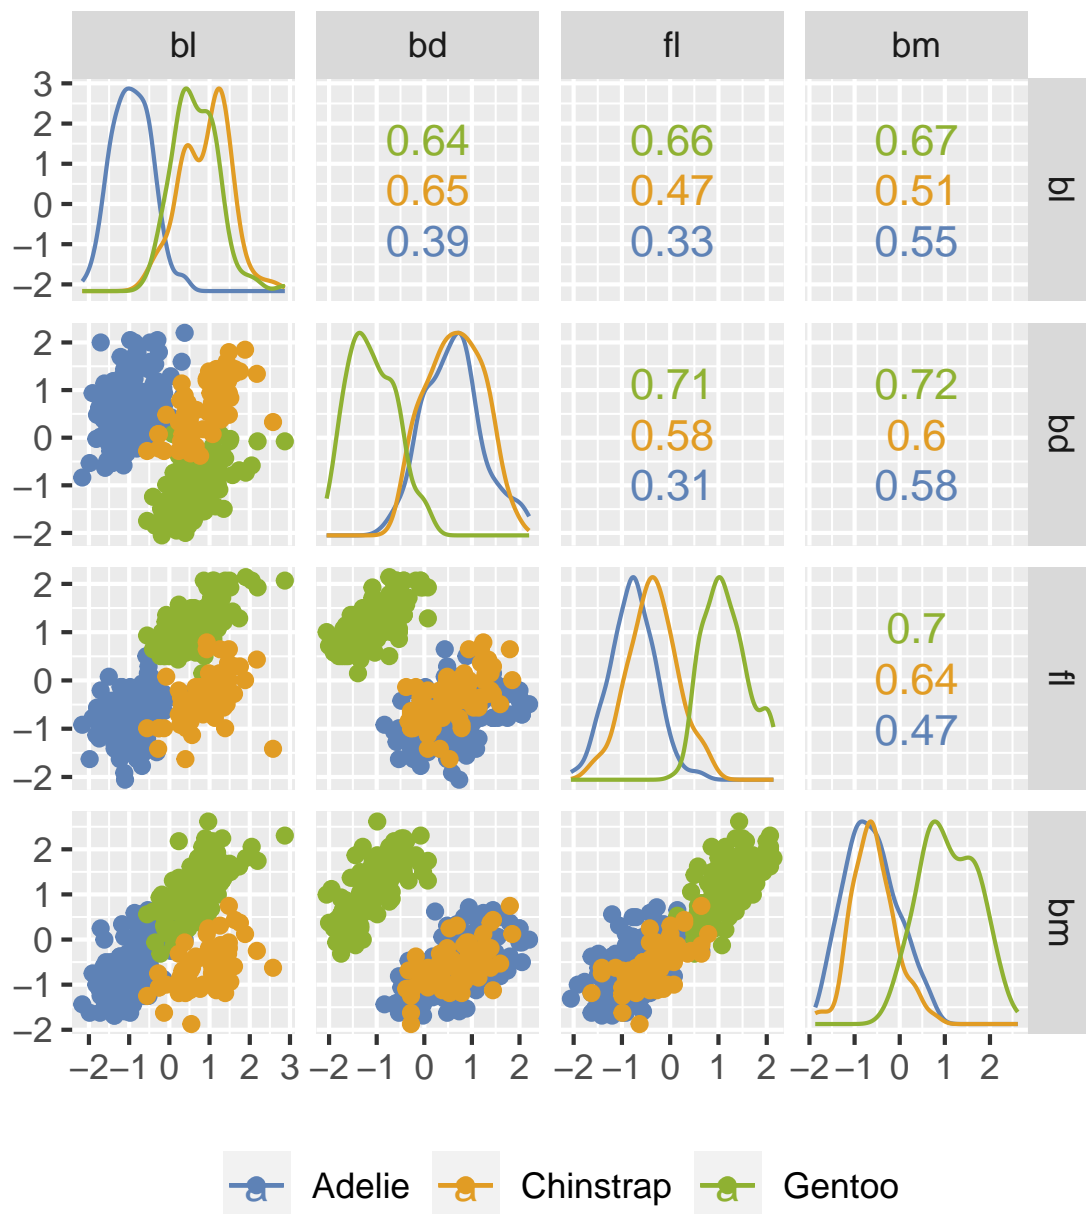 bl bd fl bm
3
2
1
0
−1
−2
0.64 0.66 0.67
0.65 0.47 0.51
0.39 0.33 0.55
bl
2
1
0
−1
−2
0.71 0.72
0.58 0.6
0.31 0.58
bd
2
1
0
−1
−2
0.7
0.64
0.47
fl
2
1
0
−1
−2
bm
−2 −1 0 1 2 3 −2 −1 0 1 2 −2 −1 0 1 2 −2 −1 0 1 2
a Adelie a Chinstrap a Gentoo